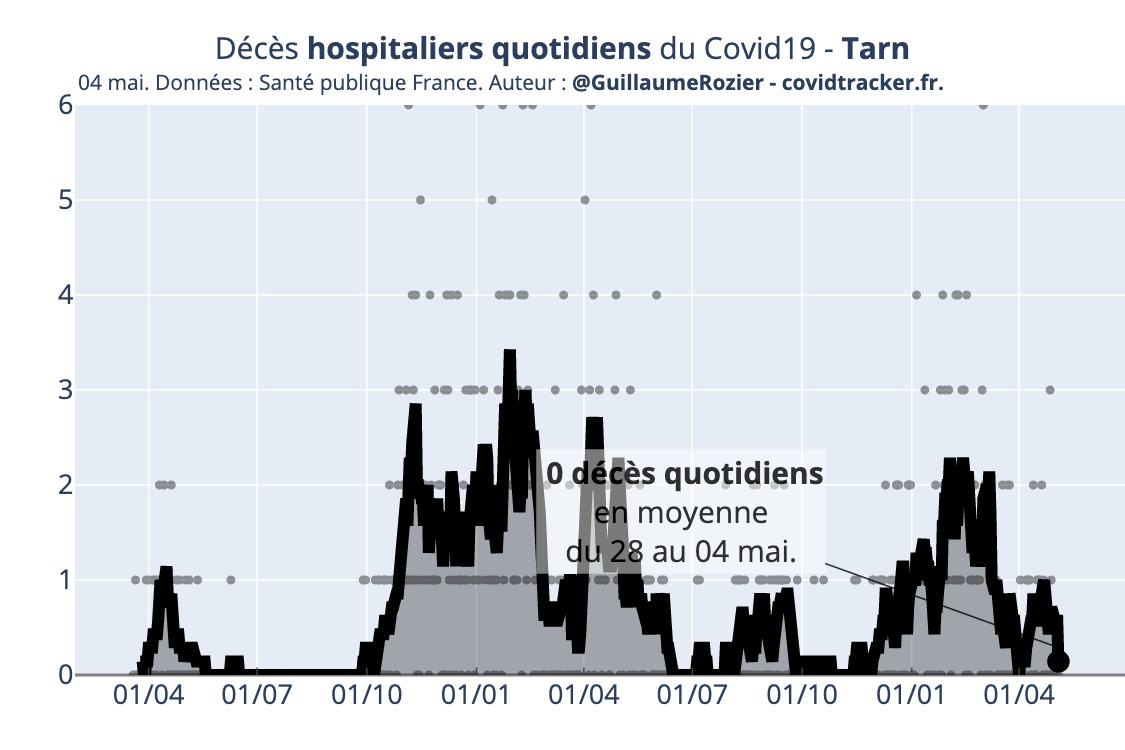 Décès hospitaliers quotidiens du Covid19 - Tarn
04 mai. Données : Santé publique France. Auteur : @GuillaumeRozier - covidtracker.fr.
6
5
4
3
2
1
0
0 décès quotidiens
en moyenne
du 28 au 04 mai.
01/04 01/07 01/10 01/01 01/04 01/07 01/10 01/01 01/04